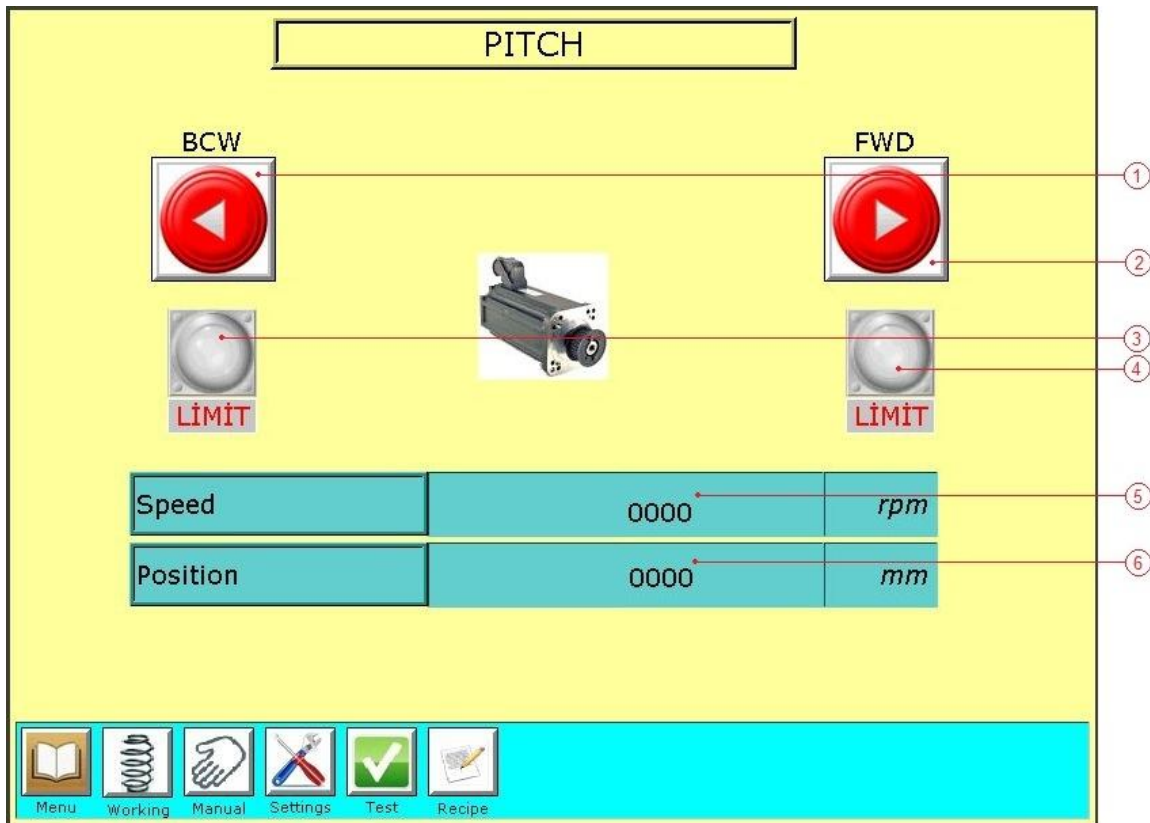 PITCH
BCW
FWD
1
2
3
4
LİMİT
LİMİT
Speed
0000
rpm
5
Position
0000
mm
6
Menu
Working
Manual
Settings
Test
Recipe